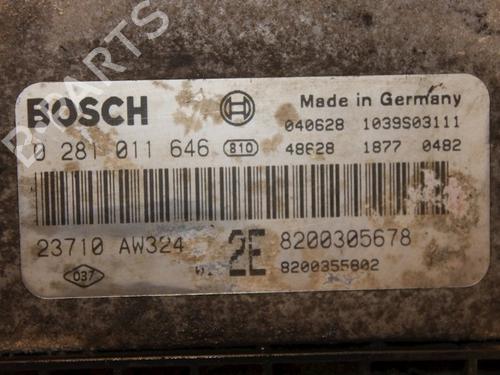 B-PARTS
BOSCH
Made in Germany
040628 1039S03111
0 281 011 646 810 48628 1877 0482
23710 AW324 2E 8200305678
037 8200355802